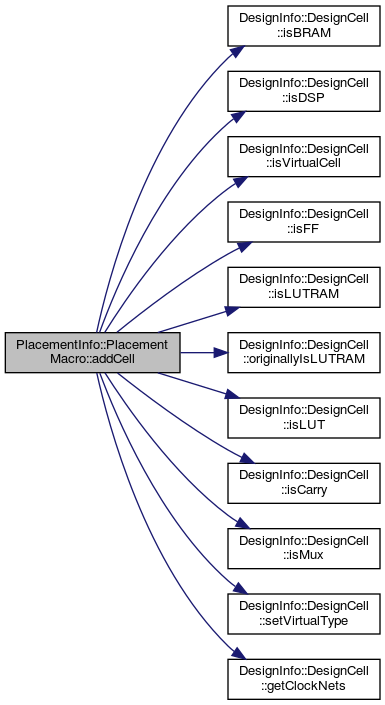 DesignInfo::DesignCell
::isBRAM
DesignInfo::DesignCell
::isDSP
DesignInfo::DesignCell
::isVirtualCell
DesignInfo::DesignCell
::isFF
DesignInfo::DesignCell
::isLUTRAM
PlacementInfo::Placement
Macro::addCell
DesignInfo::DesignCell
::originallyIsLUTRAM
DesignInfo::DesignCell
::isLUT
DesignInfo::DesignCell
::isCarry
DesignInfo::DesignCell
::isMux
DesignInfo::DesignCell
::setVirtualType
DesignInfo::DesignCell
::getClockNets